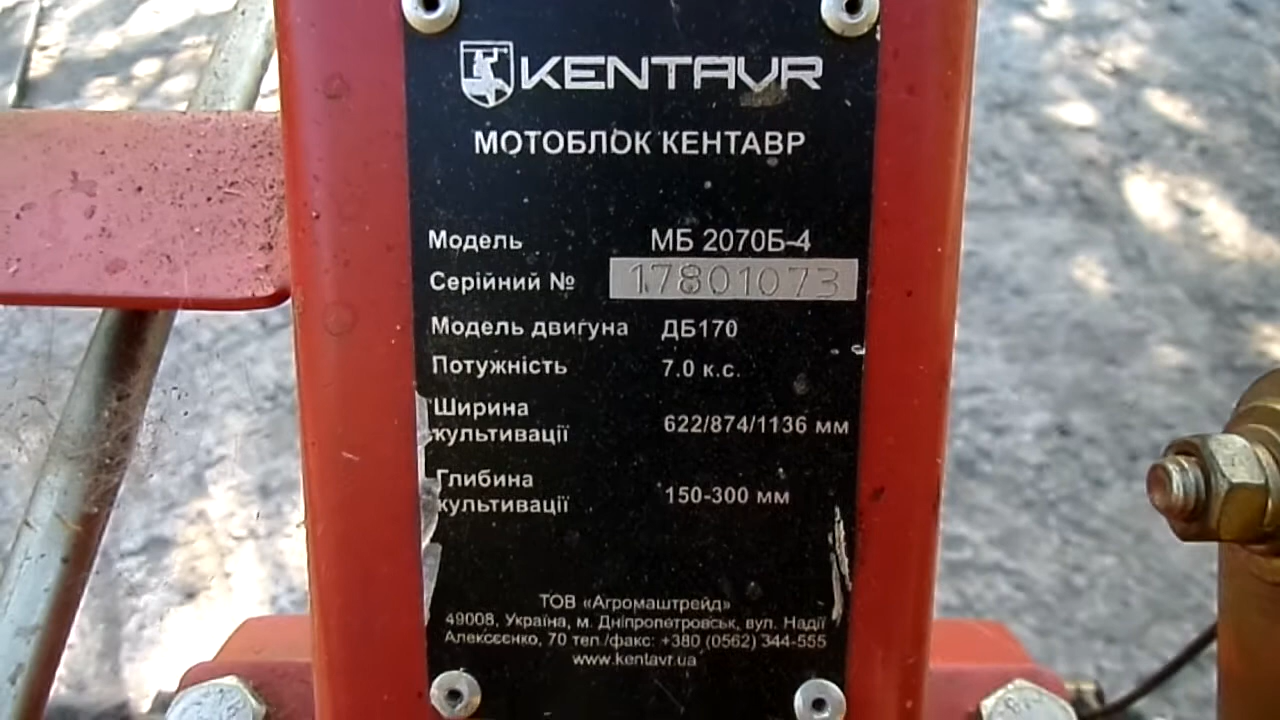 KENTAVR
МОТОБЛОК КЕНТАВР
Модель МБ 2070Б-4
Серійний № 17801073
Модель двигуна ДБ170
Потужність 7.0 к.с.
Ширина
культивації 622/874/1136 мм
Глибина
культивації 150-300 мм
ТОВ «Агромаштрейд»
49008, Україна, м. Дніпропетровськ, вул. Надії
Алексєєнко, 70 тел./факс: +380 (0562) 344-555
www.kentavr.ua